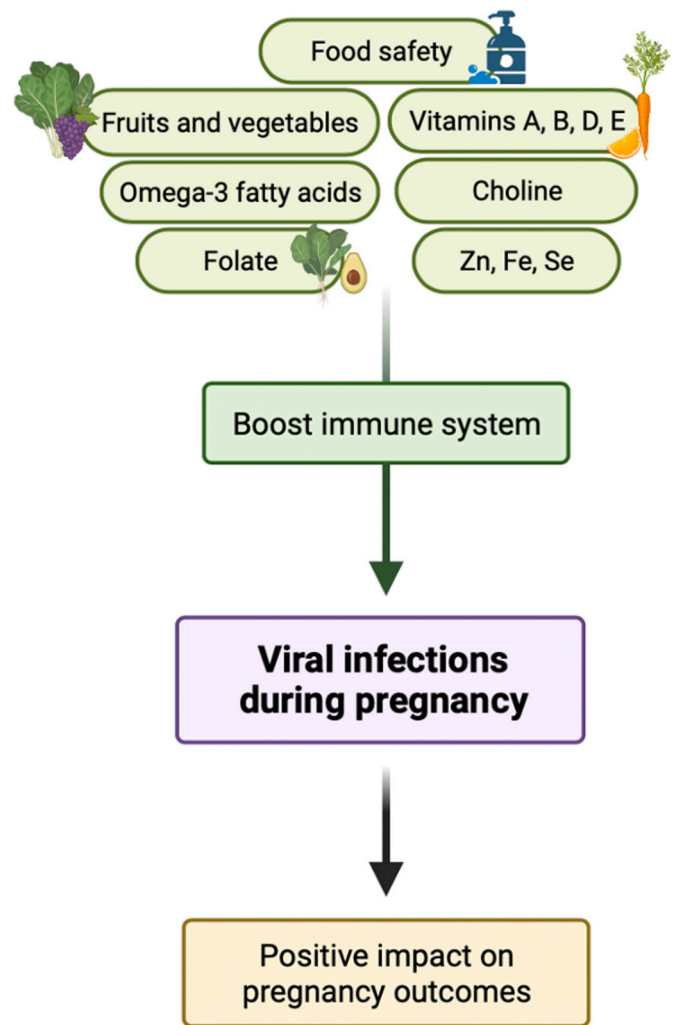 Food safety
Fruits and vegetables
Vitamins A, B, D, E
Omega-3 fatty acids
Choline
Folate
Zn, Fe, Se
Boost immune system
Viral infections
during pregnancy
Positive impact on
pregnancy outcomes